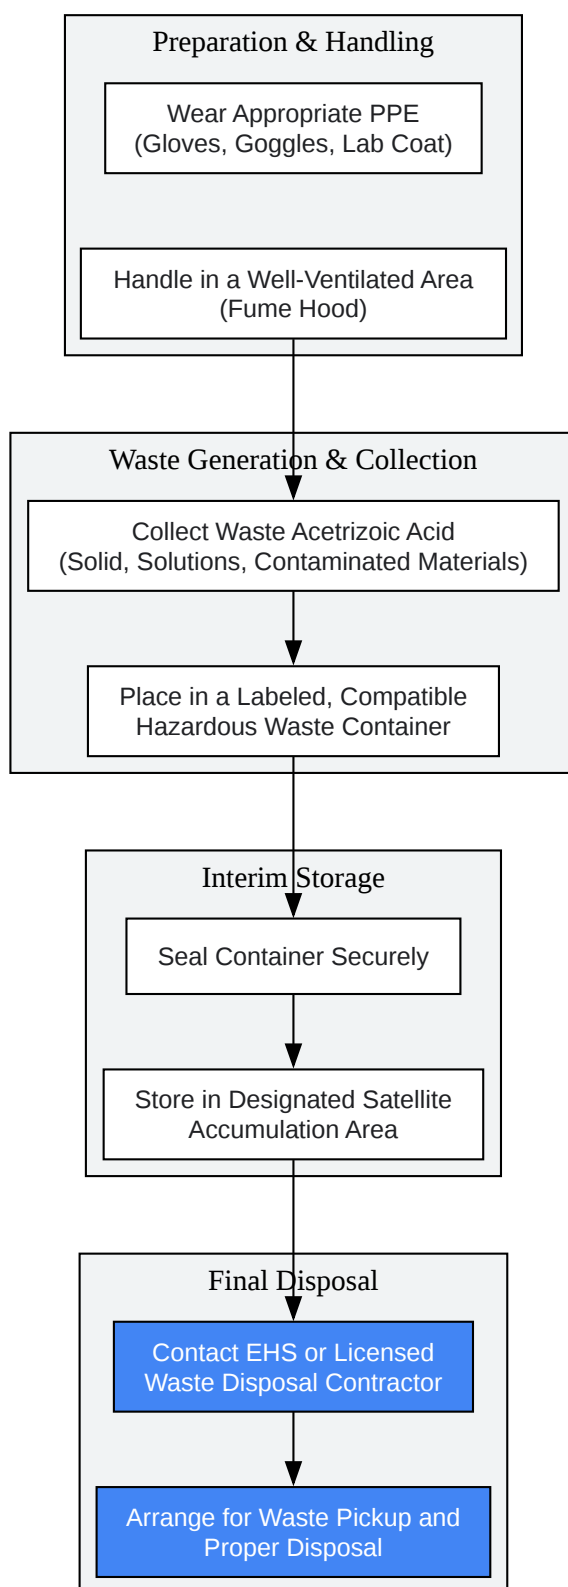 Preparation & Handling
Wear Appropriate PPE
(Gloves, Goggles, Lab Coat)
Handle in a Well-Ventilated Area
(Fume Hood)
Waste Generation & Collection
Collect Waste Acetrizoic Acid
(Solid, Solutions, Contaminated Materials)
Place in a Labeled, Compatible
Hazardous Waste Container
Interim Storage
Seal Container Securely
Store in Designated Satellite
Accumulation Area
Final Disposal
Contact EHS or Licensed
Waste Disposal Contractor
Arrange for Waste Pickup and
Proper Disposal